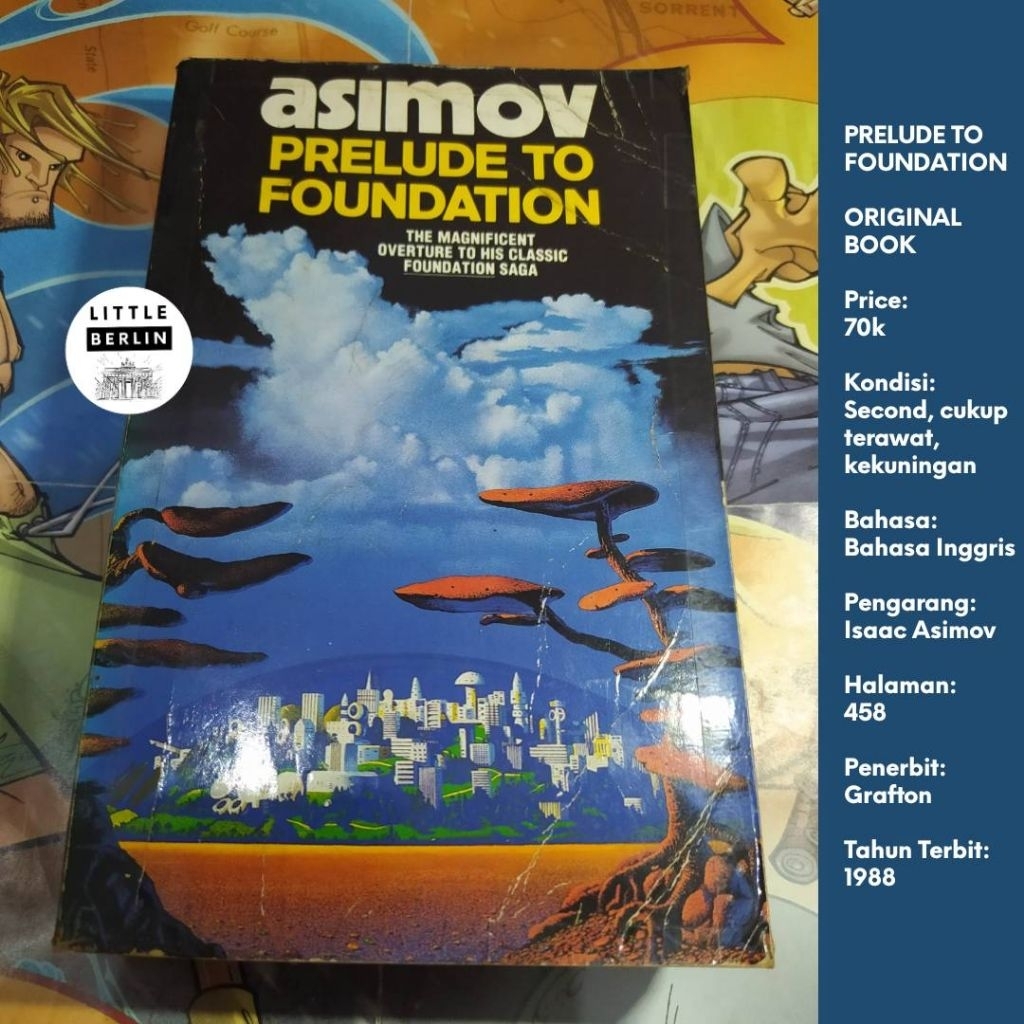 Golf Course
State
SORRENT
asimov
PRELUDE TO
FOUNDATION
THE MAGNIFICENT
OVERTURE TO HIS CLASSIC
FOUNDATION SAGA
LITTLE
BERLIN
PRELUDE TO
FOUNDATION
ORIGINAL
BOOK
Price:
70k
Kondisi:
Second, cukup
terawat,
kekuningan
Bahasa:
Bahasa Inggris
Pengarang:
Isaac Asimov
Halaman:
458
Penerbit:
Grafton
Tahun Terbit:
1988